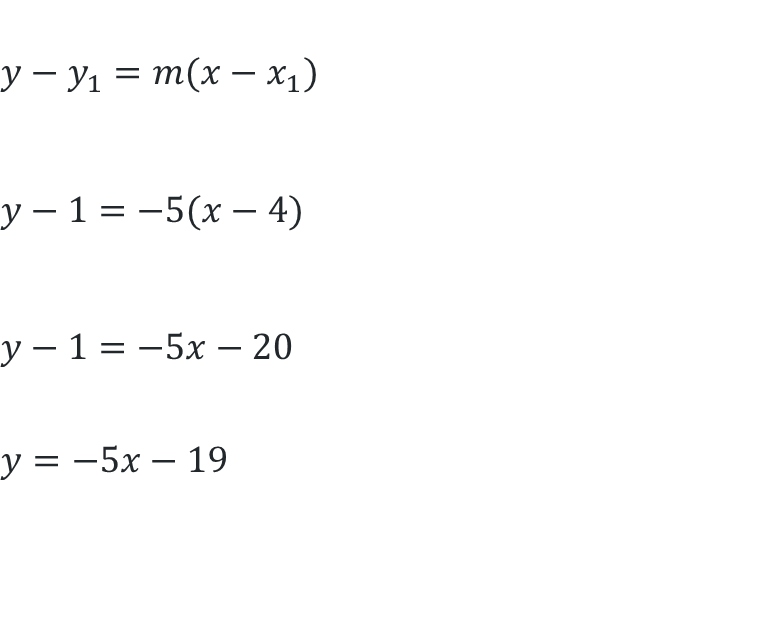 y − y₁ = m(x − x₁)
y − 1 = −5(x − 4)
y − 1 = −5x − 20
y = −5x − 19